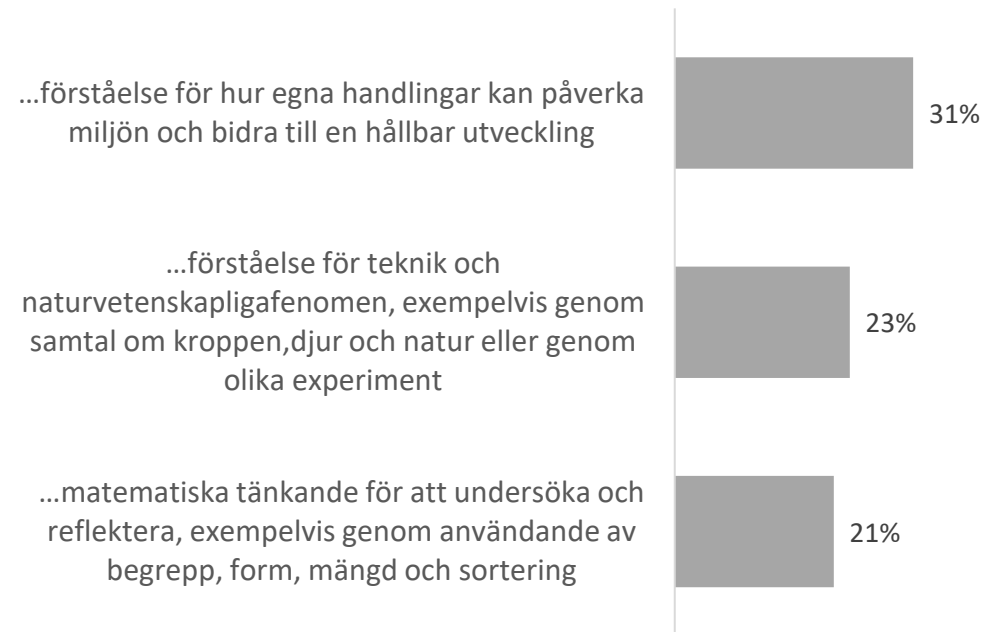 …förståelse för hur egna handlingar kan påverka
miljön och bidra till en hållbar utveckling
31%
…förståelse för teknik och
naturvetenskapligafenomen, exempelvis genom
samtal om kroppen,djur och natur eller genom
olika experiment
23%
…matematiska tänkande för att undersöka och
reflektera, exempelvis genom användande av
begrepp, form, mängd och sortering
21%